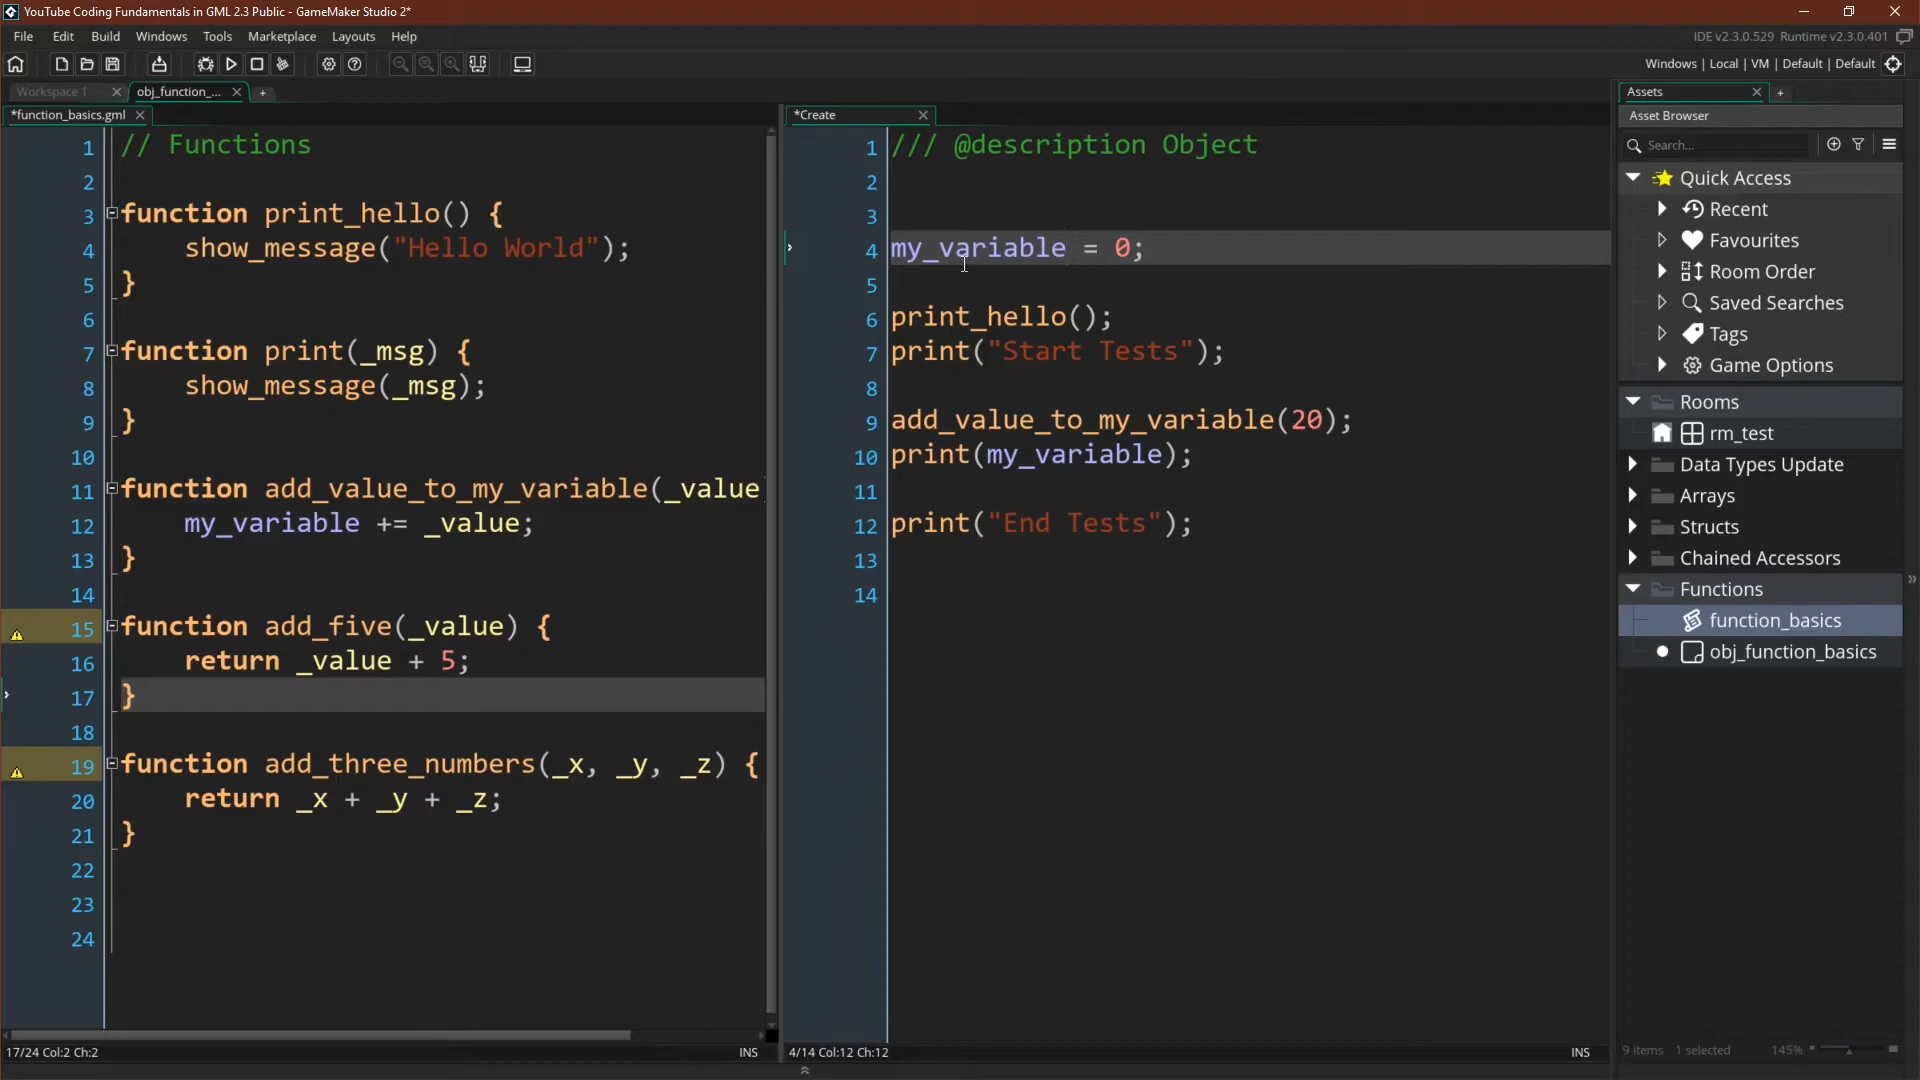 YouTube Coding Fundamentals in GML 2.3 Public - GameMaker Studio 2*
File Edit Build Windows Tools Marketplace Layouts Help
IDE v2.3.0.529 Runtime v2.3.0.401
Windows | Local | VM | Default | Default
Workspace 1
obj_function_...
*function_basics.gml
1 // Functions
2
3 function print_hello() {
4 show_message("Hello World");
5 }
6
7 function print(_msg) {
8 show_message(_msg);
9 }
10
11 function add_value_to_my_variable(_value
12 my_variable += _value;
13 }
14
15 function add_five(_value) {
16 return _value + 5;
17 }
18
19 function add_three_numbers(_x, _y, _z) {
20 return _x + _y + _z;
21 }
22
23
24
17/24 Col:2 Ch:2 INS
*Create
1 /// @description Object
2
3
4 my_variable = 0;
5
6 print_hello();
7 print("Start Tests");
8
9 add_value_to_my_variable(20);
10 print(my_variable);
11
12 print("End Tests");
13
14
4/14 Col:12 Ch:12 INS
Assets
Asset Browser
Search...
Quick Access
Recent
Favourites
Room Order
Saved Searches
Tags
Game Options
Rooms
rm_test
Data Types Update
Arrays
Structs
Chained Accessors
Functions
function_basics
obj_function_basics
9 items 1 selected 145%